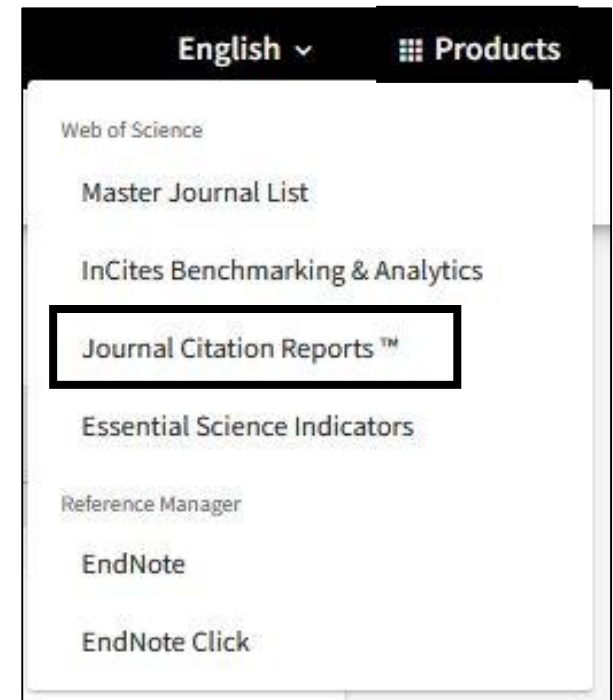 English Products
Web of Science
Master Journal List
InCites Benchmarking & Analytics
Journal Citation Reports ™
Essential Science Indicators
Reference Manager
EndNote
EndNote Click